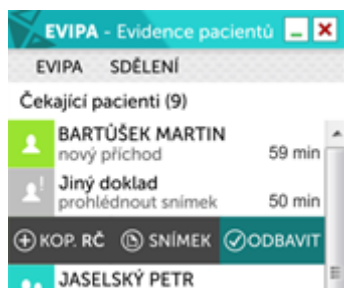 EVIPA - Evidence pacientů
EVIPA SDĚLENÍ
Čekající pacienti (9)
BARTŮŠEK MARTIN
nový příchod 59 min
Jiný doklad
prohlédnout snímek 50 min
KOP. RČ SNÍMEK ODBAVIT
JASELSKÝ PETR